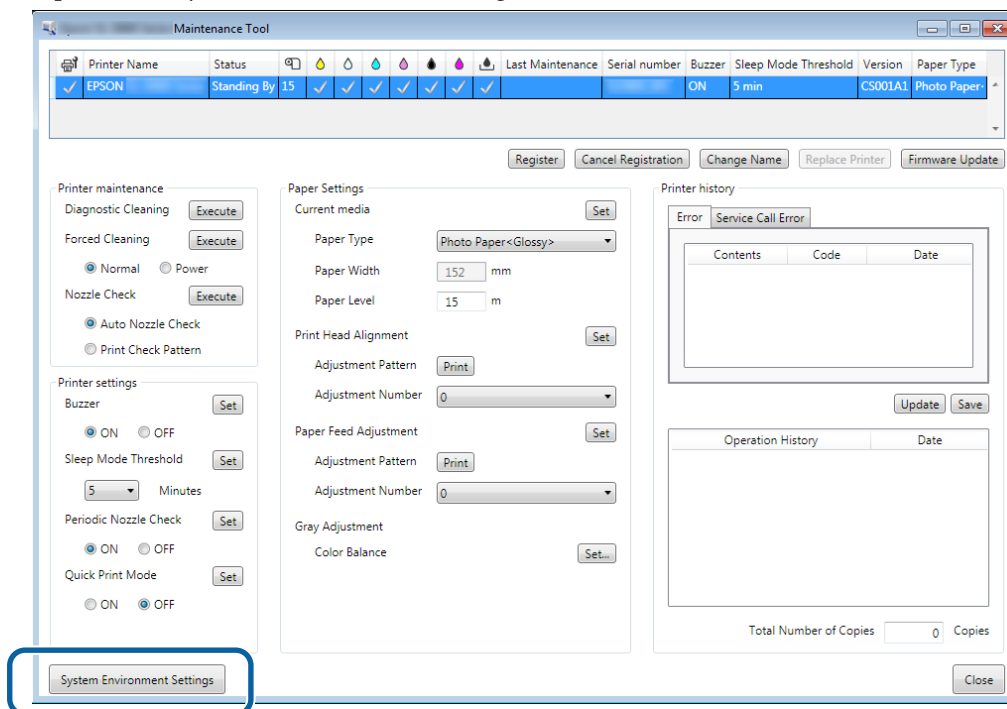 Maintenance Tool
Printer Name Status Last Maintenance Serial number Buzzer Sleep Mode Threshold Version Paper Type
EPSON Standing By 15 ON 5 min CS001A1 Photo Paper-
Register Cancel Registration Change Name Replace Printer Firmware Update
Printer maintenance
Diagnostic Cleaning Execute
Forced Cleaning Execute
Normal Power
Nozzle Check Execute
Auto Nozzle Check
Print Check Pattern
Printer settings
Buzzer Set
ON OFF
Sleep Mode Threshold Set
5 Minutes
Periodic Nozzle Check Set
ON OFF
Quick Print Mode Set
ON OFF
Paper Settings
Current media Set
Paper Type Photo Paper<Glossy>
Paper Width 152 mm
Paper Level 15 m
Print Head Alignment Set
Adjustment Pattern Print
Adjustment Number 0
Paper Feed Adjustment Set
Adjustment Pattern Print
Adjustment Number 0
Gray Adjustment
Color Balance Set...
Printer history
Error Service Call Error
Contents Code Date
Update Save
Operation History Date
Total Number of Copies 0 Copies
System Environment Settings Close